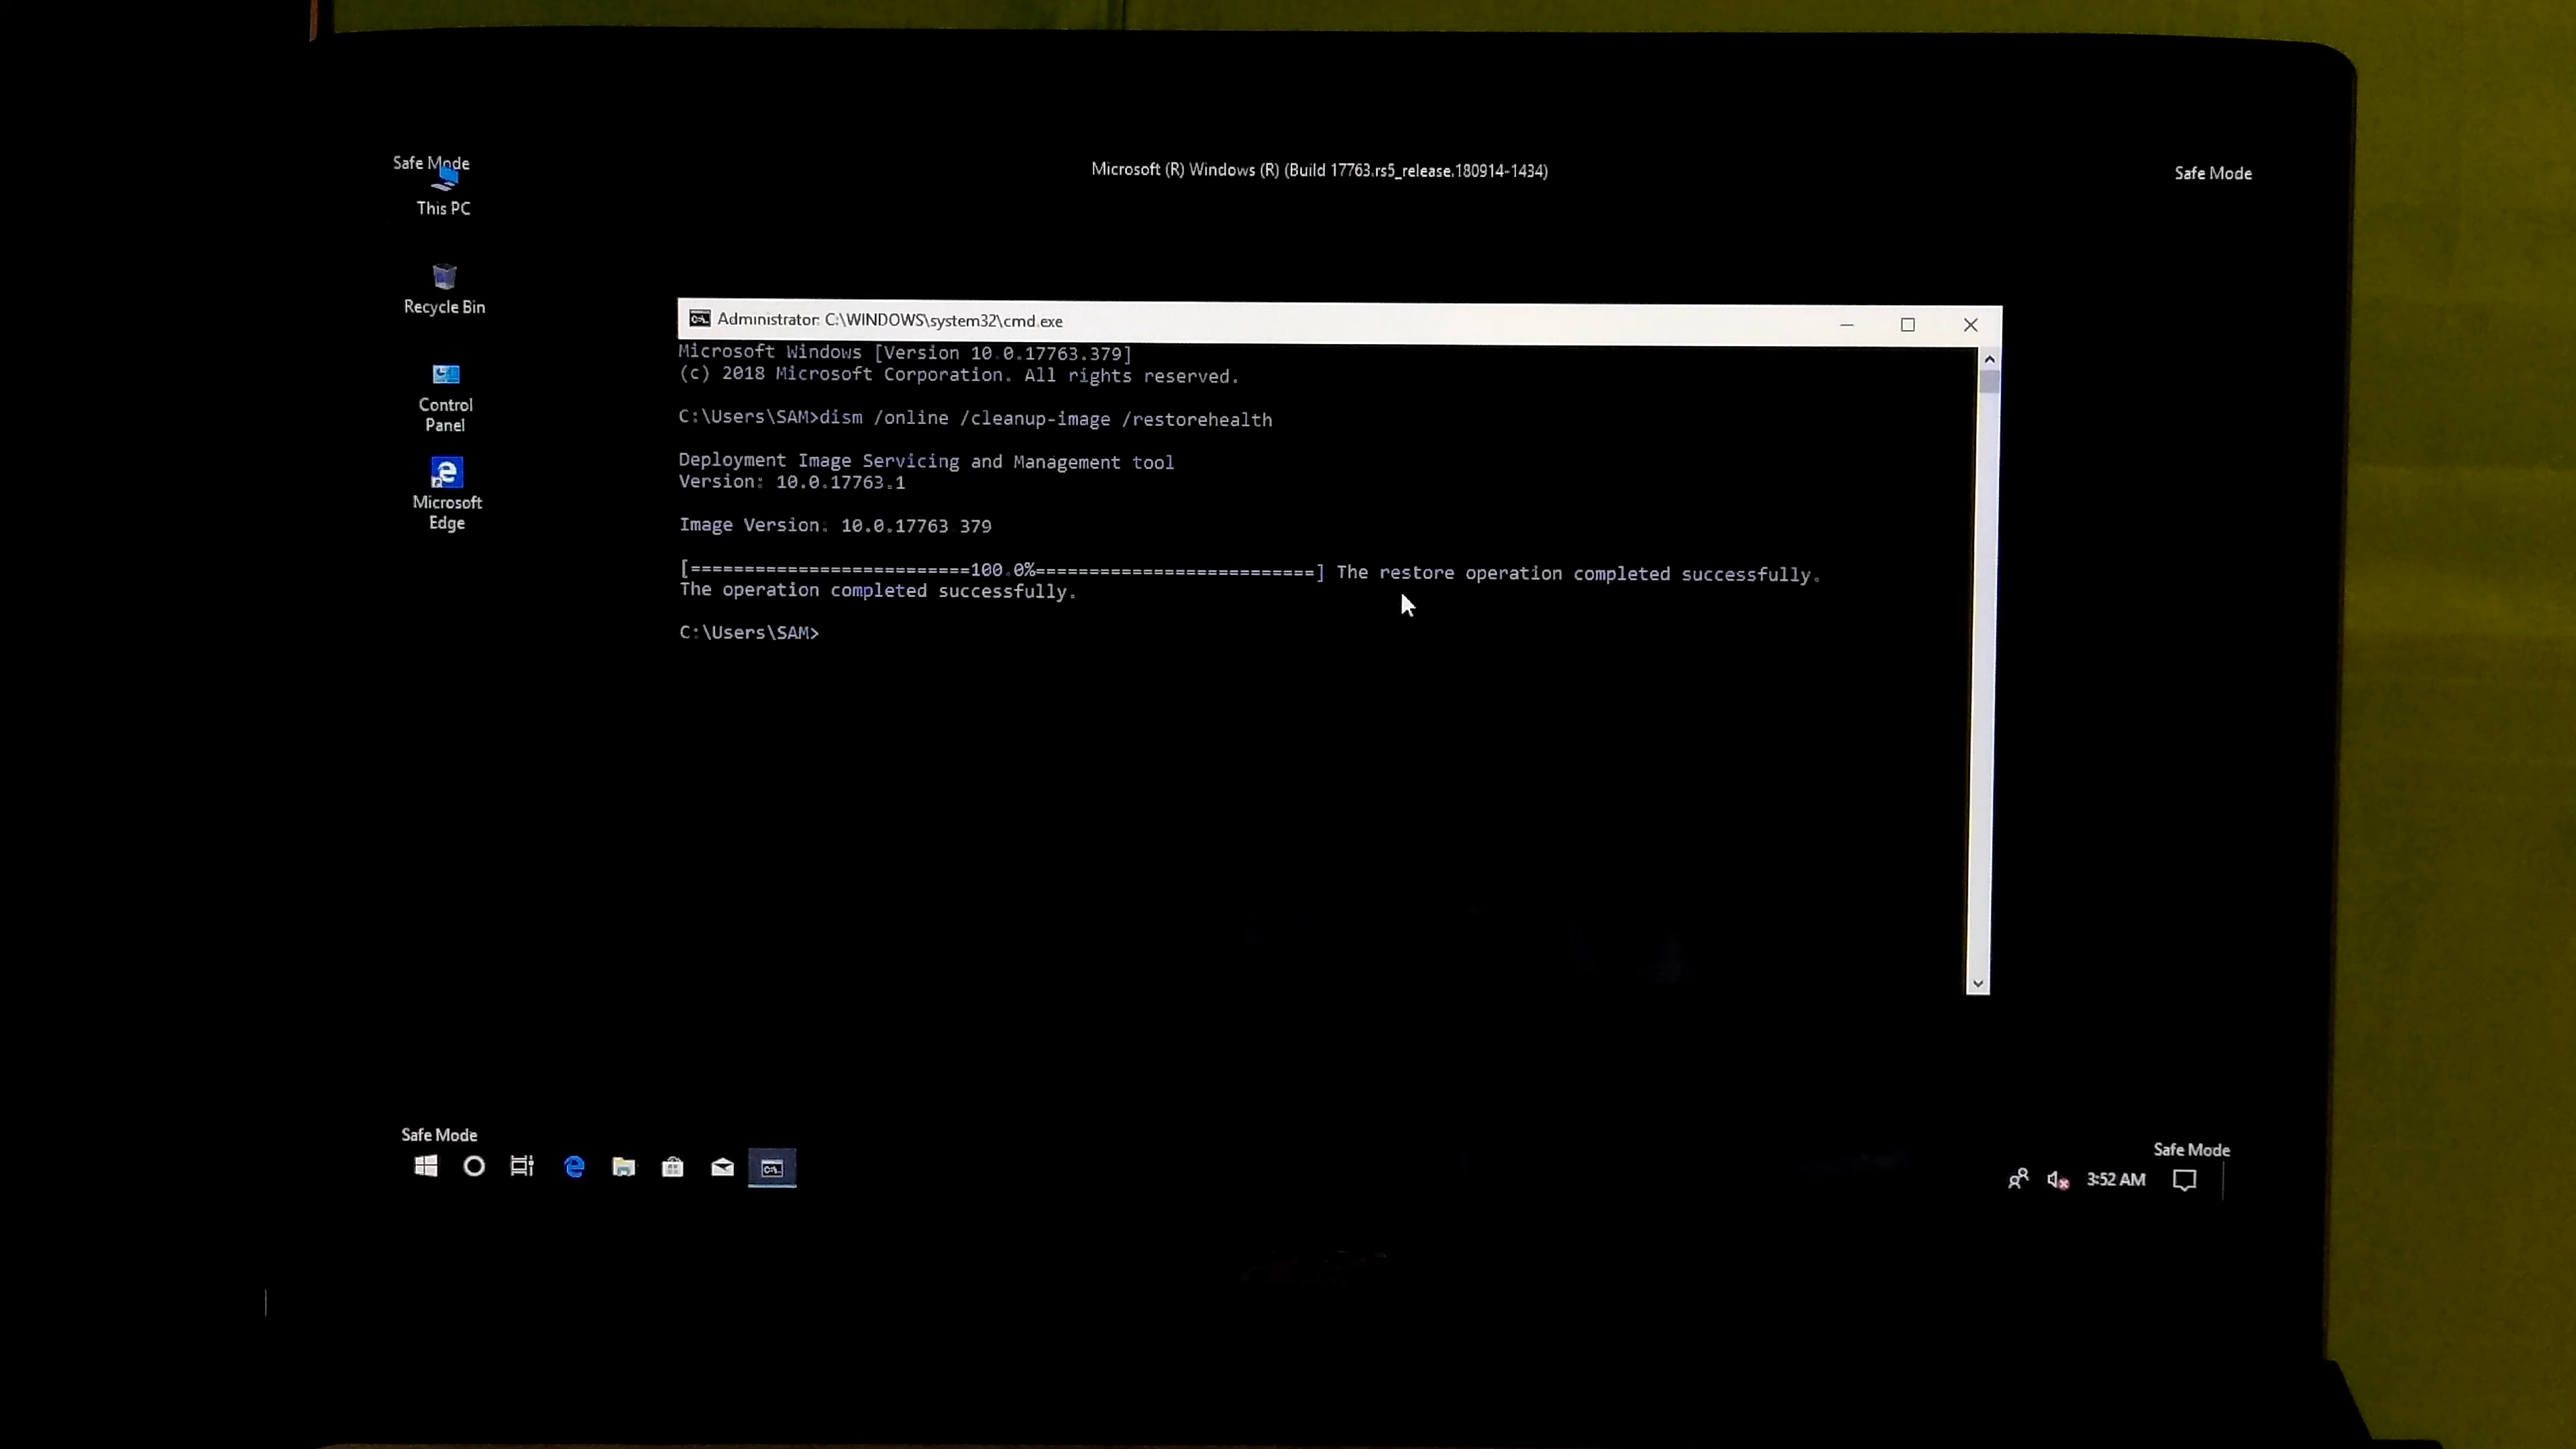 Safe Mode
Microsoft (R) Windows (R) (Build 17763.rs5_release.180914-1434)
Safe Mode
This PC
Recycle Bin
Control
Panel
Microsoft
Edge
Administrator: C:\WINDOWS\system32\cmd.exe
Microsoft Windows [Version 10.0.17763.379]
(c) 2018 Microsoft Corporation. All rights reserved.
C:\Users\SAM>dism /online /cleanup-image /restorehealth
Deployment Image Servicing and Management tool
Version: 10.0.17763.1
Image Version: 10.0.17763.379
[==========================100.0%==========================] The restore operation completed successfully.
The operation completed successfully.
C:\Users\SAM>
Safe Mode
Safe Mode
3:52 AM